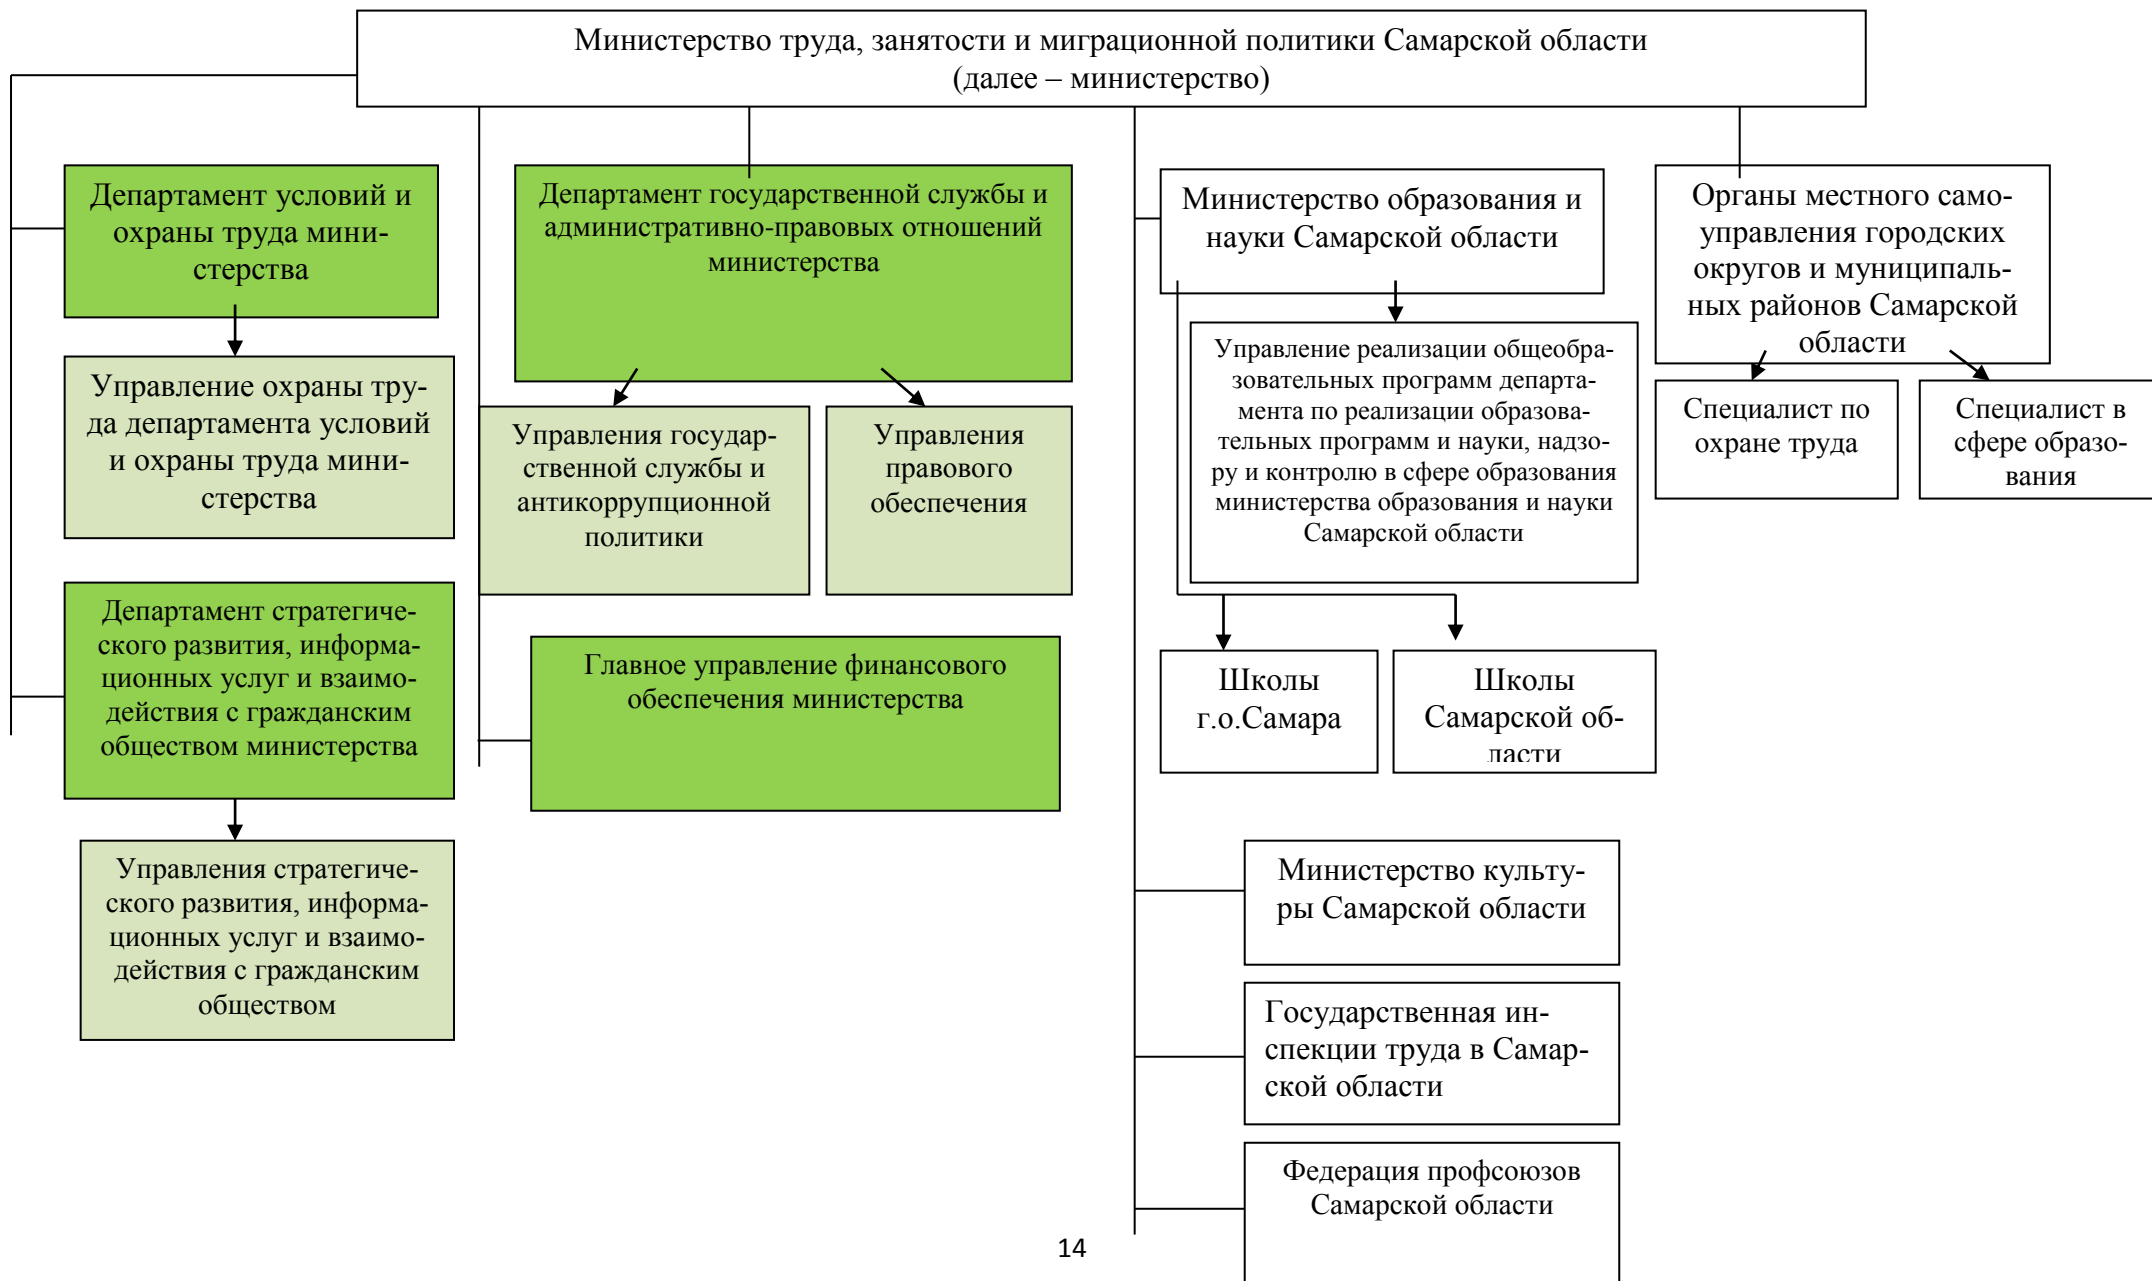 Министерство труда, занятости и миграционной политики Самарской области
(далее – министерство)
Департамент условий и
охраны труда мини-
стерства
Управление охраны тру-
да департамента условий
и охраны труда мини-
стерства
Департамент стратегиче-
ского развития, информа-
ционных услуг и взаимо-
действия с гражданским
обществом министерства
Управления стратегиче-
ского развития, информа-
ционных услуг и взаимо-
действия с гражданским
обществом
Департамент государственной службы и
административно-правовых отношений
министерства
Управления государ-
ственной службы и
антикоррупционной
политики
Управления
правового
обеспечения
Главное управление финансового
обеспечения министерства
Министерство образования и
науки Самарской области
Управление реализации общеобра-
зовательных программ департа-
мента по реализации образова-
тельных программ и науки, надзо-
ру и контролю в сфере образования
министерства образования и науки
Самарской области
Школы
г.о.Самара
Школы
Самарской об-
ласти
Министерство культу-
ры Самарской области
Государственная ин-
спекции труда в Самар-
ской области
Федерация профсоюзов
Самарской области
Органы местного само-
управления городских
округов и муниципаль-
ных районов Самарской
области
Специалист по
охране труда
Специалист в
сфере образо-
вания
14